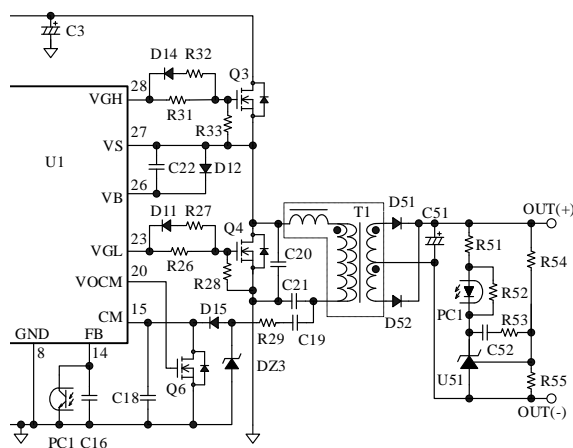 C3
D14 R32
28
VGH
Q3
R31
R33
27
VS
U1
C22
D12
26
VB
D11 R27
23
VGL
Q4
R26
R28
20
VOCM
C20
C21
T1
D51
C51
D52
OUT(+)
R51
R54
R52
PC1
R53
C52
U51
R55
OUT(-)
15
CM
D15
R29
C19
GND
FB
8
14
Q6
DZ3
C18
PC1 C16